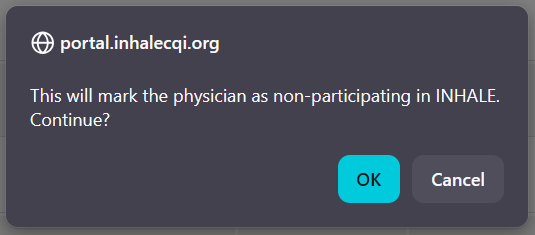 portal.inhalecqi.org
This will mark the physician as non-participating in INHALE.
Continue?
OK
Cancel